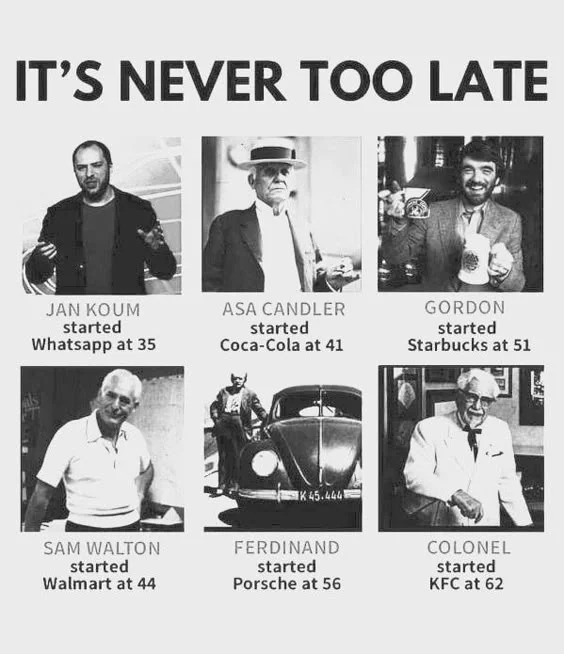 IT'S NEVER TOO LATE
JAN KOUM
started
Whatsapp at 35
ASA CANDLER
started
Coca-Cola at 41
GORDON
started
Starbucks at 51
K 45.444
SAM WALTON
started
Walmart at 44
FERDINAND
started
Porsche at 56
COLONEL
started
KFC at 62